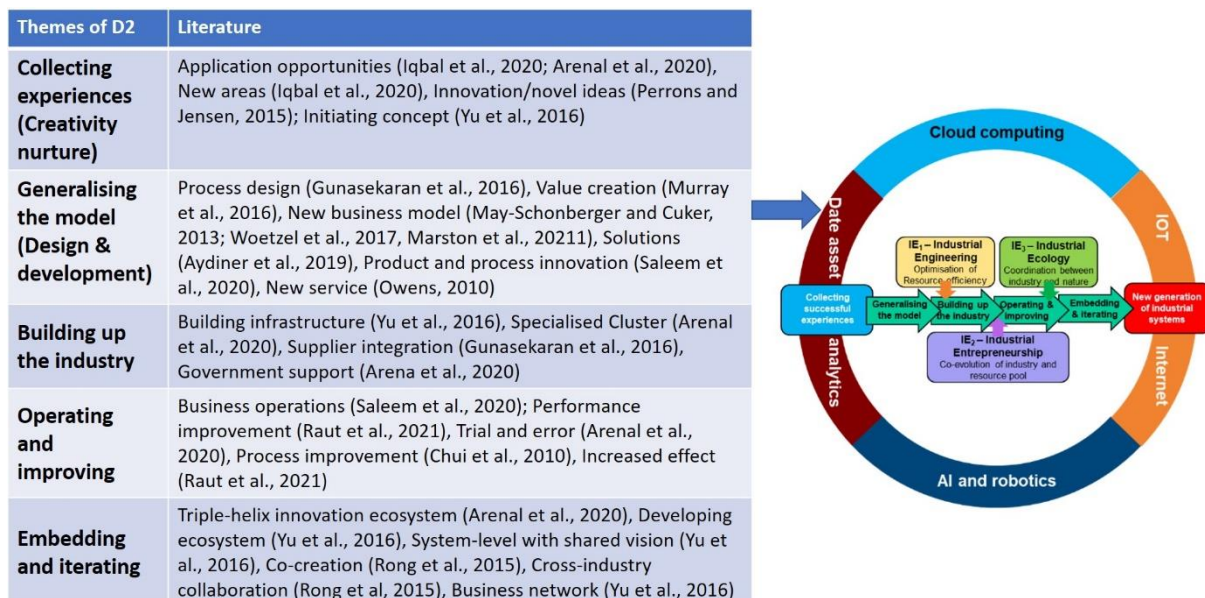 Themes of D2
Literature
Collecting
experiences
(Creativity
nurture)
Application opportunities (Iqbal et al., 2020; Arenal et al., 2020),
New areas (Iqbal et al., 2020), Innovation/novel ideas (Perrons and
Jensen, 2015); Initiating concept (Yu et al., 2016)
Generalising
the model
(Design &
development)
Process design (Gunasekaran et al., 2016), Value creation (Murray
et al., 2016), New business model (May-Schonberger and Cuker,
2013; Woetzel et al., 2017, Marston et al., 20211), Solutions
(Aydiner et al., 2019), Product and process innovation (Saleem et
al., 2020), New service (Owens, 2010)
Building up
the industry
Building infrastructure (Yu et al., 2016), Specialised Cluster (Arenal
et al., 2020), Supplier integration (Gunasekaran et al., 2016),
Government support (Arena et al., 2020)
Operating
and
improving
Business operations (Saleem et al., 2020); Performance
improvement (Raut et al., 2021), Trial and error (Arenal et al.,
2020), Process improvement (Chui et al., 2010), Increased effect
(Raut et al., 2021)
Embedding
and iterating
Triple-helix innovation ecosystem (Arenal et al., 2020), Developing
ecosystem (Yu et al., 2016), System-level with shared vision (Yu et
al., 2016), Co-creation (Rong et al., 2015), Cross-industry
collaboration (Rong et al, 2015), Business network (Yu et al., 2016)
Cloud computing
Date asset
analytics
IOT
Internet
AI and robotics
IE1 – Industrial
Engineering
Optimisation of
Resource efficiency
IE3 – Industrial
Ecology
Coordination between
industry and nature
Collecting
successful
experiences
Generalising
the model
Building up
the industry
Operating &
improving
Embedding
& iterating
New generation
of industrial
systems
IE2 – Industrial
Entrepreneurship
Co-evolution of industry and
resource pool